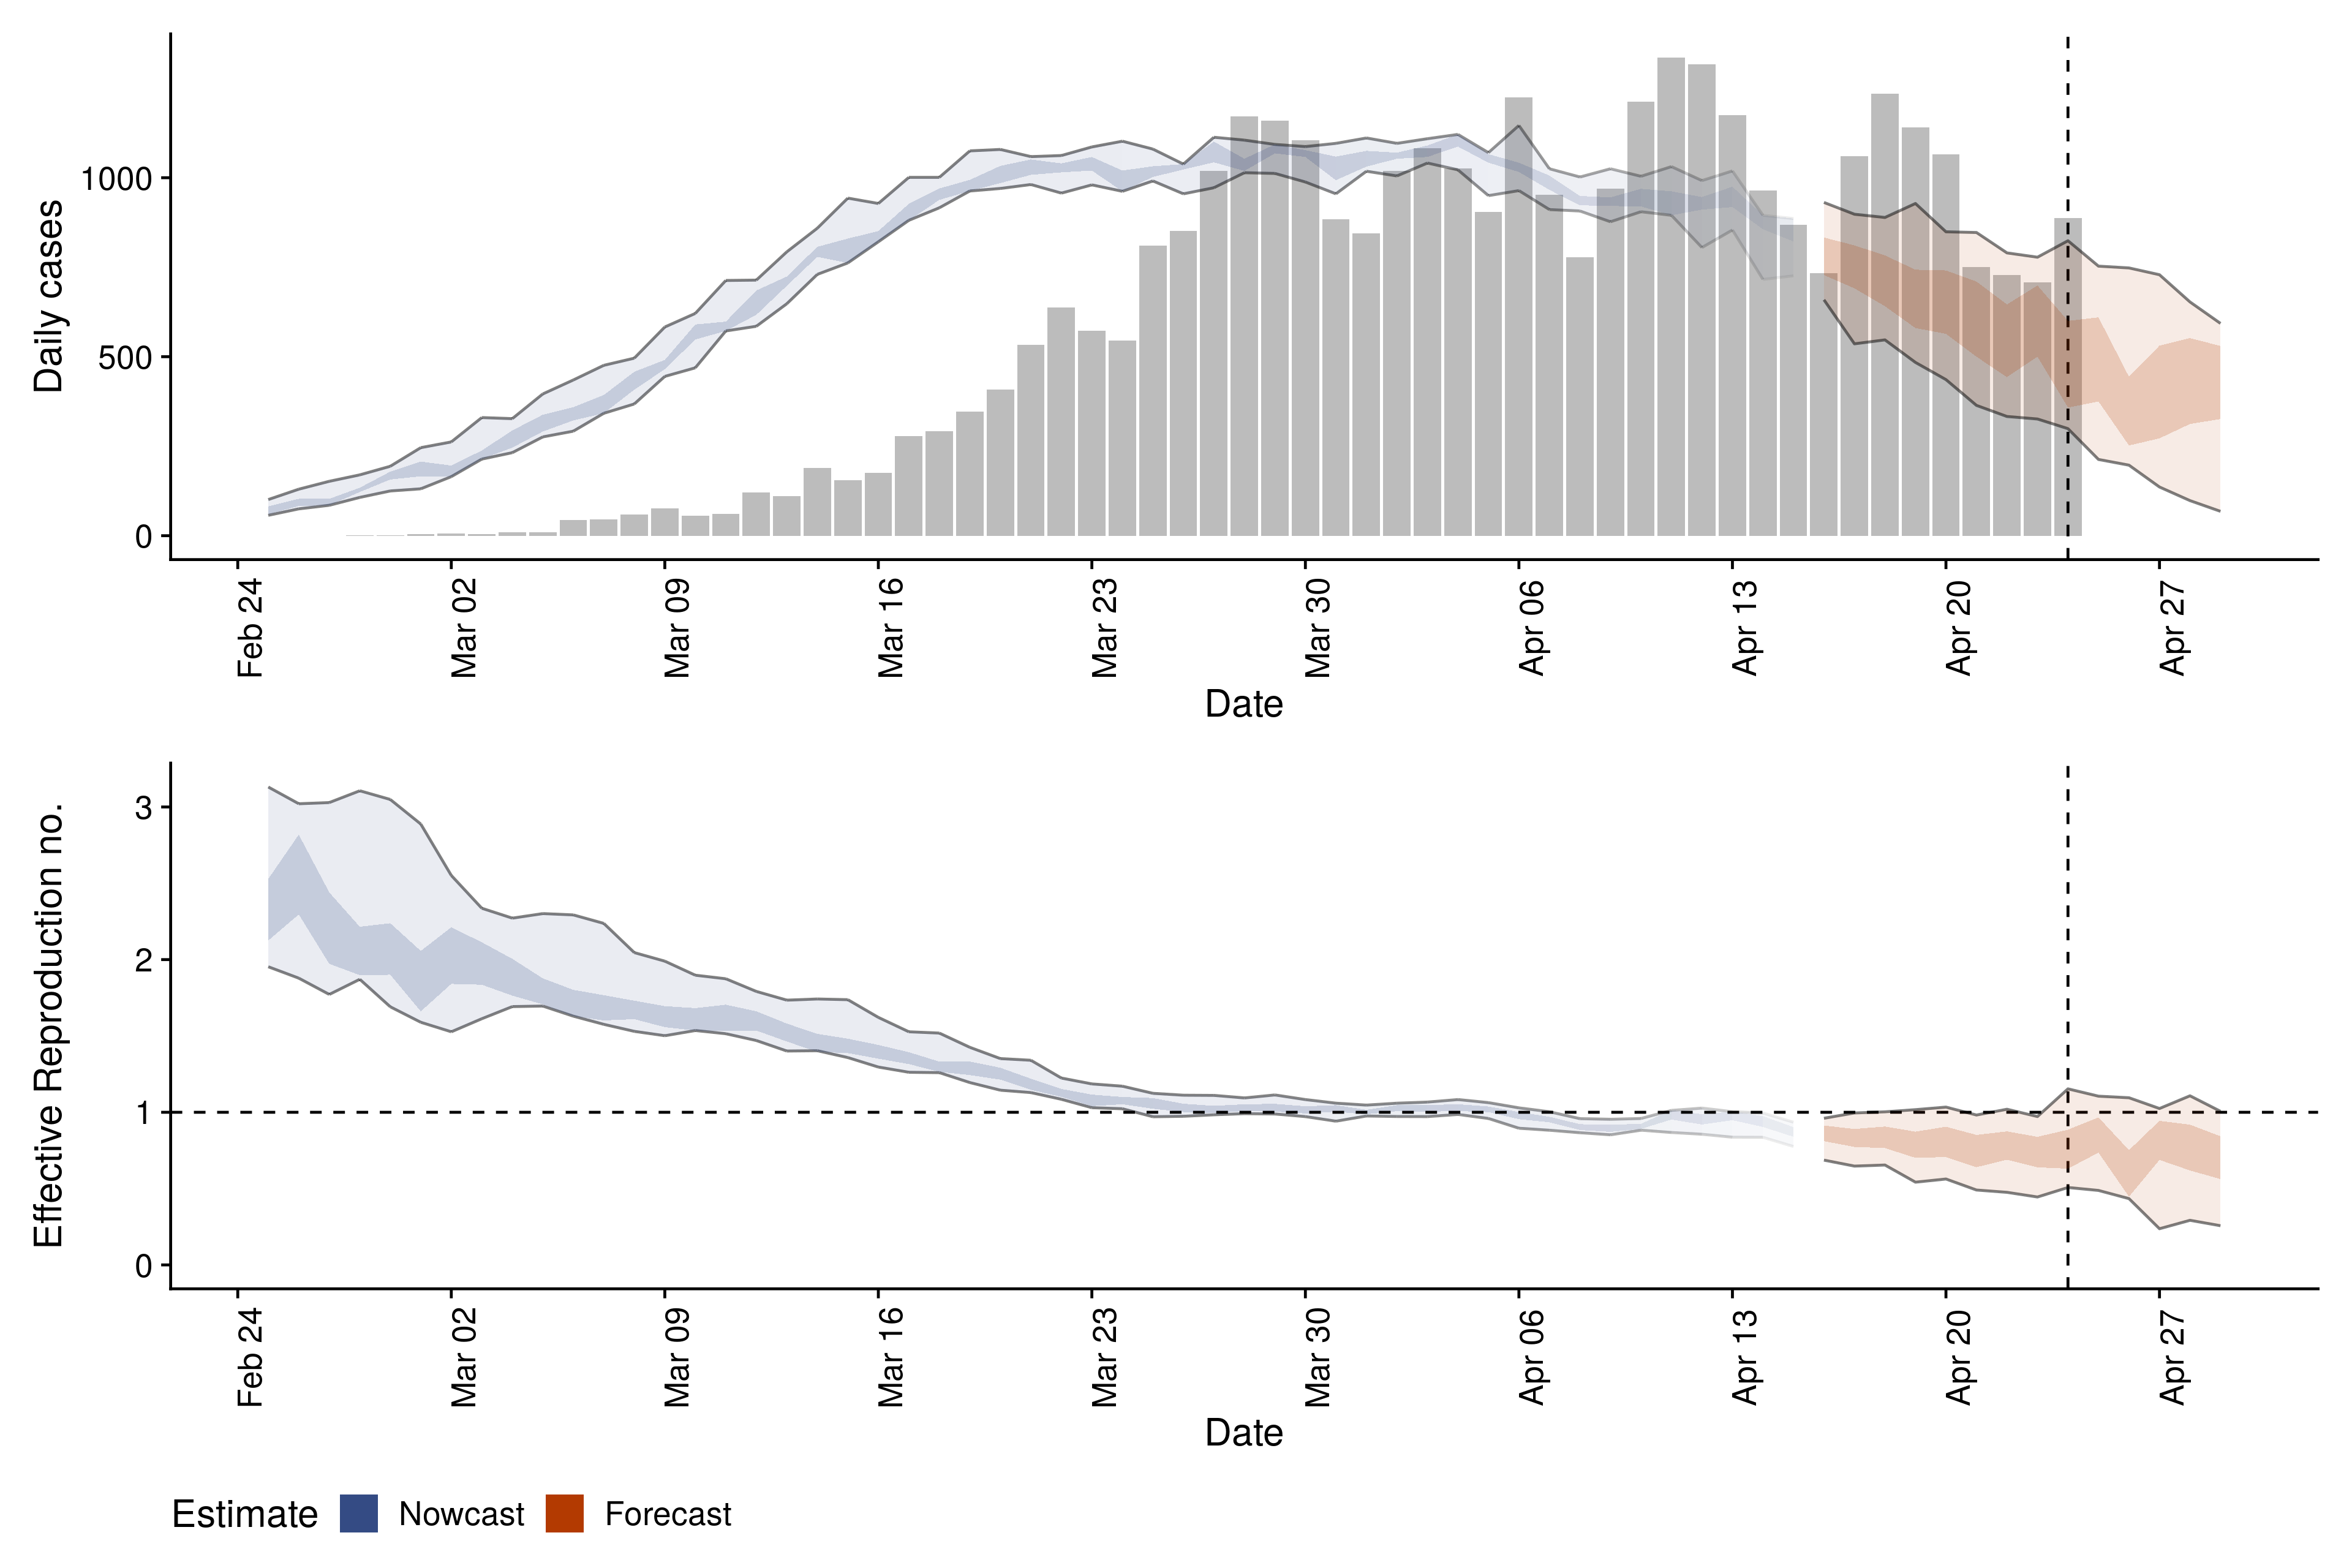 Daily cases
1000
500
0
Feb 24
Mar 02
Mar 09
Mar 16
Mar 23
Mar 30
Apr 06
Apr 13
Apr 20
Apr 27
Date
Effective Reproduction no.
3
2
1
0
Feb 24
Mar 02
Mar 09
Mar 16
Mar 23
Mar 30
Apr 06
Apr 13
Apr 20
Apr 27
Date
Estimate Nowcast Forecast